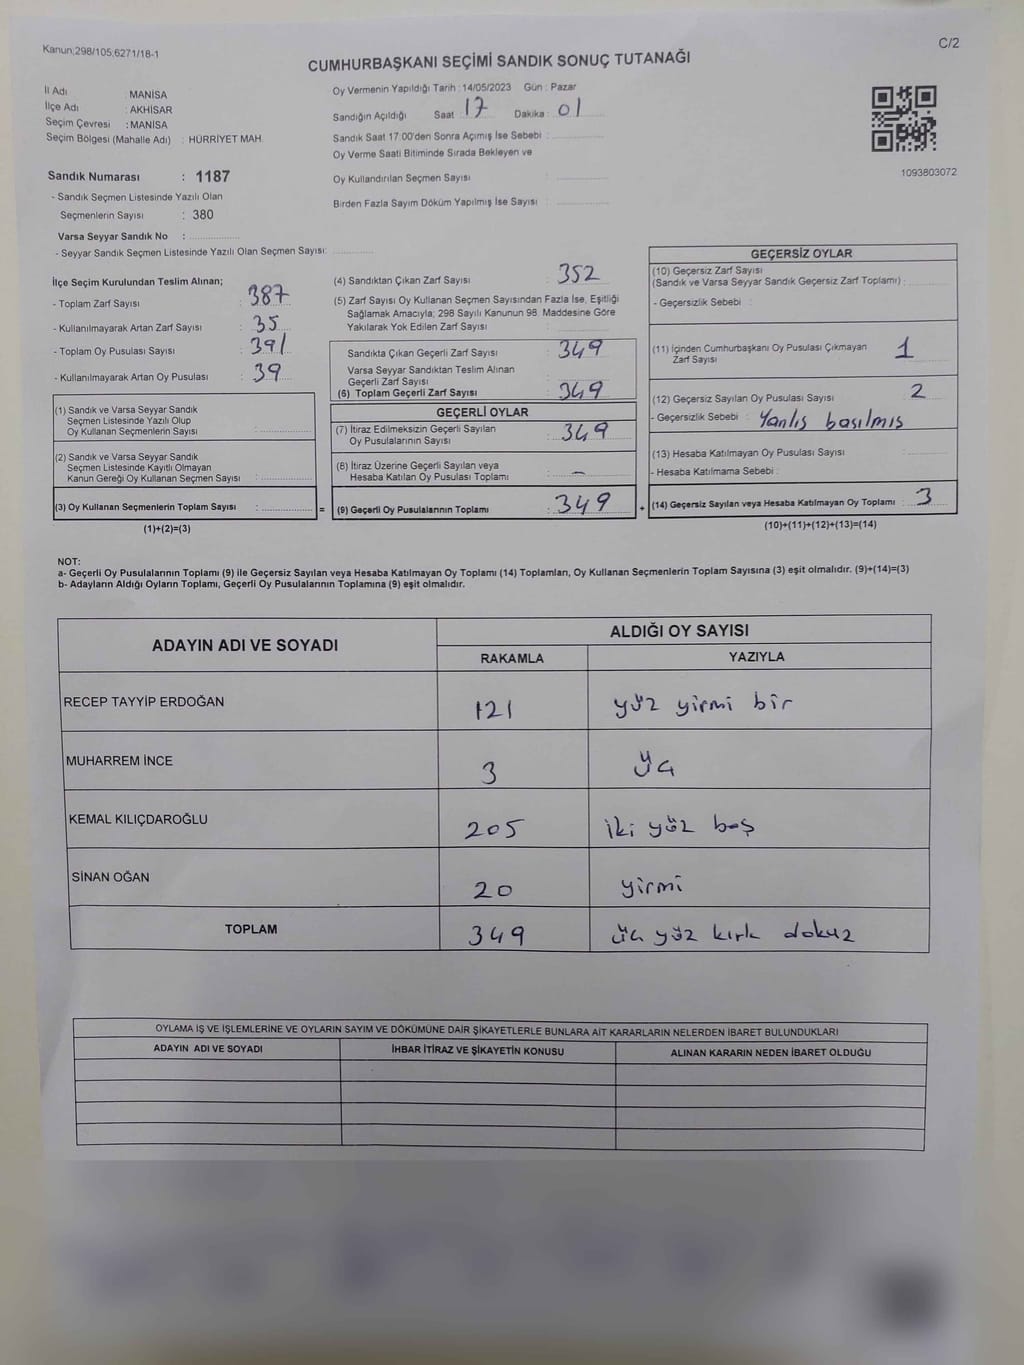 Kanun;298/105;6271/18-1
C/2
CUMHURBAŞKANI SEÇİMİ SANDIK SONUÇ TUTANAĞI
İl Adı : MANİSA
İlçe Adı : AKHİSAR
Seçim Çevresi : MANİSA
Seçim Bölgesi (Mahalle Adı) : HÜRRİYET MAH.
Sandık Numarası : 1187
- Sandık Seçmen Listesinde Yazılı Olan
Seçmenlerin Sayısı : 380
Varsa Seyyar Sandık No :
- Seyyar Sandık Seçmen Listesinde Yazılı Olan Seçmen Sayısı:
Oy Vermenin Yapıldığı Tarih : 14/05/2023 Gün : Pazar
Sandığın Açıldığı Saat : 17 Dakika : 01
Sandık Saat 17.00'den Sonra Açımış İse Sebebi :
Oy Verme Saati Bitiminde Sırada Bekleyen ve
Oy Kullandırılan Seçmen Sayısı :
Birden Fazla Sayım Döküm Yapılmış İse Sayısı :
1093803072
İlçe Seçim Kurulundan Teslim Alınan;
- Toplam Zarf Sayısı : 387
- Kullanılmayarak Artan Zarf Sayısı : 35
- Toplam Oy Pusulası Sayısı : 391
- Kullanılmayarak Artan Oy Pusulası : 39
(1) Sandık ve Varsa Seyyar Sandık
Seçmen Listesinde Yazılı Olup
Oy Kullanan Seçmenlerin Sayısı :
(2) Sandık ve Varsa Seyyar Sandık
Seçmen Listesinde Kayıtlı Olmayan
Kanun Gereği Oy Kullanan Seçmen Sayısı :
(3) Oy Kullanan Seçmenlerin Toplam Sayısı : =
(1)+(2)=(3)
(4) Sandıktan Çıkan Zarf Sayısı : 352
(5) Zarf Sayısı Oy Kullanan Seçmen Sayısından Fazla İse, Eşitliği
Sağlamak Amacıyla; 298 Sayılı Kanunun 98. Maddesine Göre
Yakılarak Yok Edilen Zarf Sayısı :
Sandıkta Çıkan Geçerli Zarf Sayısı : 349
Varsa Seyyar Sandıktan Teslim Alınan
Geçerli Zarf Sayısı :
(6) Toplam Geçerli Zarf Sayısı : 349
GEÇERLİ OYLAR
(7) İtiraz Edilmeksizin Geçerli Sayılan
Oy Pusulalarının Sayısı : 349
(8) İtiraz Üzerine Geçerli Sayılan veya
Hesaba Katılan Oy Pusulası Toplamı : -
(9) Geçerli Oy Pusulalarının Toplamı : 349 +
GEÇERSİZ OYLAR
(10) Geçersiz Zarf Sayısı
(Sandık ve Varsa Seyyar Sandık Geçersiz Zarf Toplamı) :
- Geçersizlik Sebebi :
(11) İçinden Cumhurbaşkanı Oy Pusulası Çıkmayan
Zarf Sayısı : 1
(12) Geçersiz Sayılan Oy Pusulası Sayısı : 2
- Geçersizlik Sebebi : Yanlış basılmış
(13) Hesaba Katılmayan Oy Pusulası Sayısı :
- Hesaba Katılmama Sebebi :
(14) Geçersiz Sayılan veya Hesaba Katılmayan Oy Toplamı : 3
(10)+(11)+(12)+(13)=(14)
NOT:
a- Geçerli Oy Pusulalarının Toplamı (9) ile Geçersiz Sayılan veya Hesaba Katılmayan Oy Toplamı (14) Toplamları, Oy Kullanan Seçmenlerin Toplam Sayısına (3) eşit olmalıdır. (9)+(14)=(3)
b- Adayların Aldığı Oyların Toplamı, Geçerli Oy Pusulalarının Toplamına (9) eşit olmalıdır.
ADAYIN ADI VE SOYADI
ALDIĞI OY SAYISI
RAKAMLA YAZIYLA
RECEP TAYYİP ERDOĞAN 121 yüz yirmi bir
MUHARREM İNCE 3 üç
KEMAL KILIÇDAROĞLU 205 iki yüz beş
SİNAN OĞAN 20 yirmi
TOPLAM 349 üç yüz kırk dokuz
OYLAMA İŞ VE İŞLEMLERİNE VE OYLARIN SAYIM VE DÖKÜMÜNE DAİR ŞİKAYETLERLE BUNLARA AİT KARARLARIN NELERDEN İBARET BULUNDUKLARI
ADAYIN ADI VE SOYADI İHBAR İTİRAZ VE ŞİKAYETİN KONUSU ALINAN KARARIN NEDEN İBARET OLDUĞU